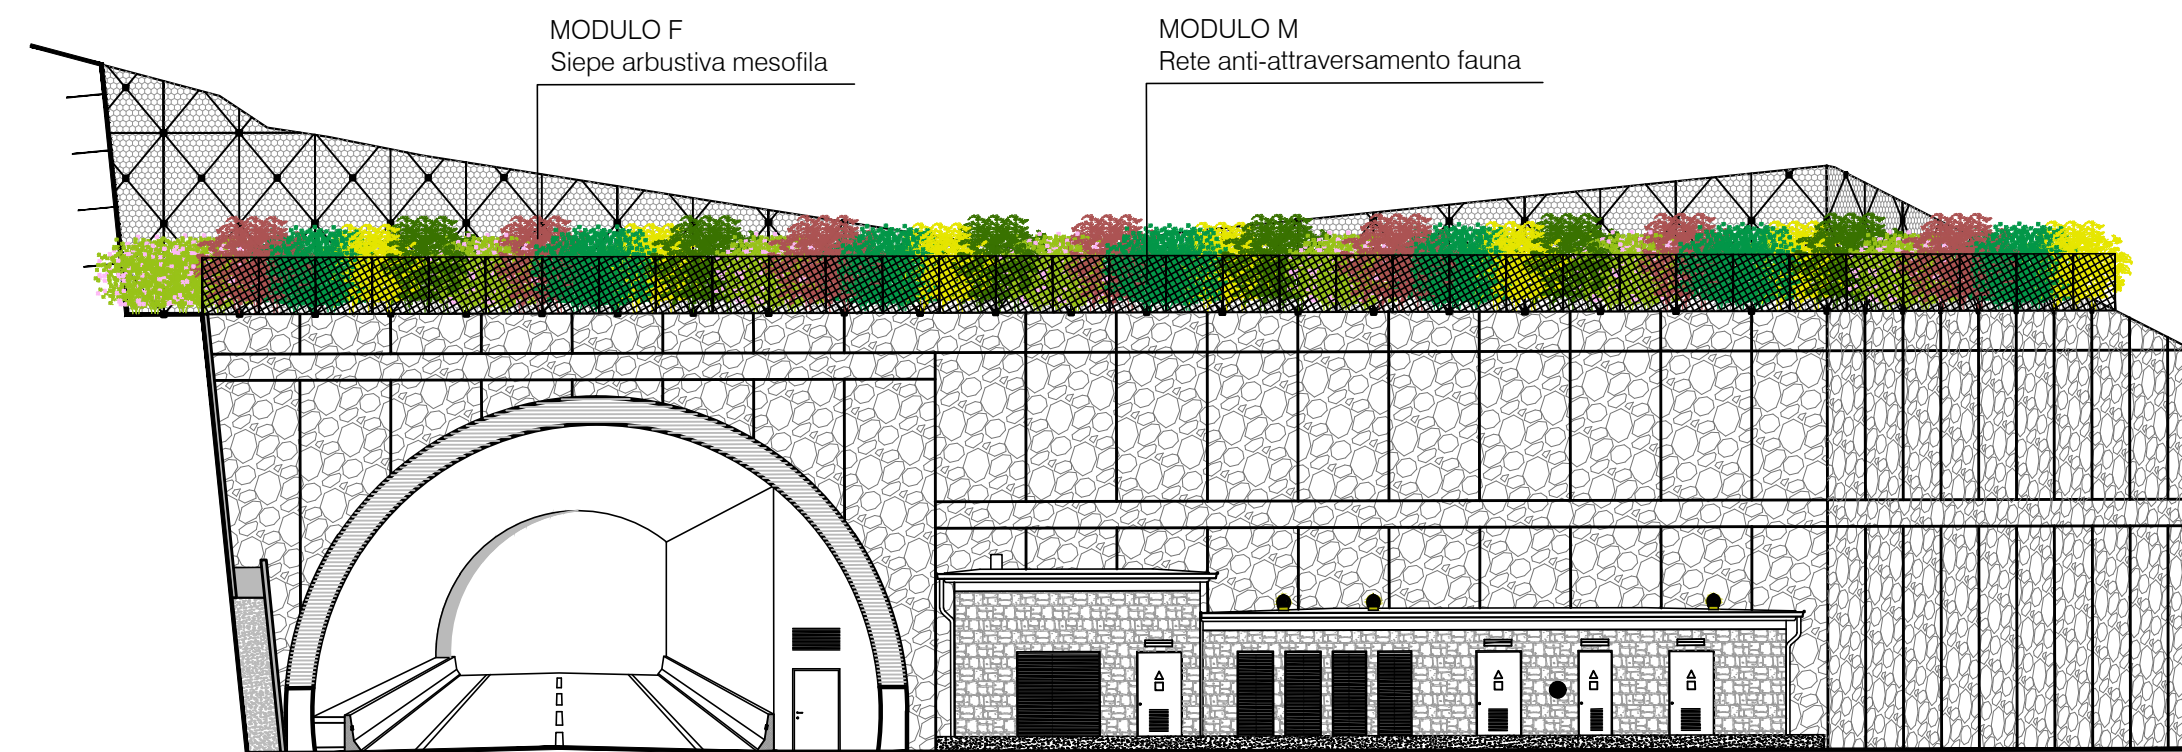 MODULO F
Siepe arbustiva mesofila
MODULO M
Rete anti-attraversamento fauna